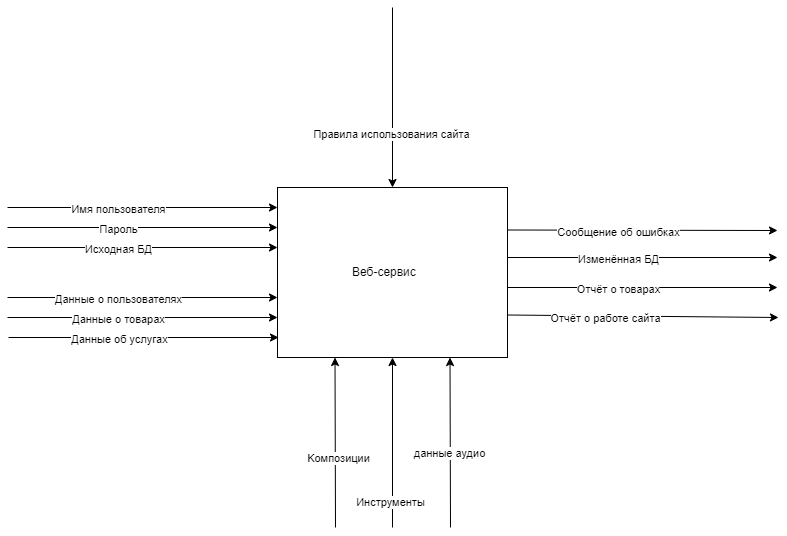 Правила использования сайта
Имя пользователя
Пароль
Исходная БД
Данные о пользователях
Данные о товарах
Данные об услугах
Веб-сервис
Сообщение об ошибках
Изменённая БД
Отчёт о товарах
Отчёт о работе сайта
Композиции
Инструменты
данные аудио